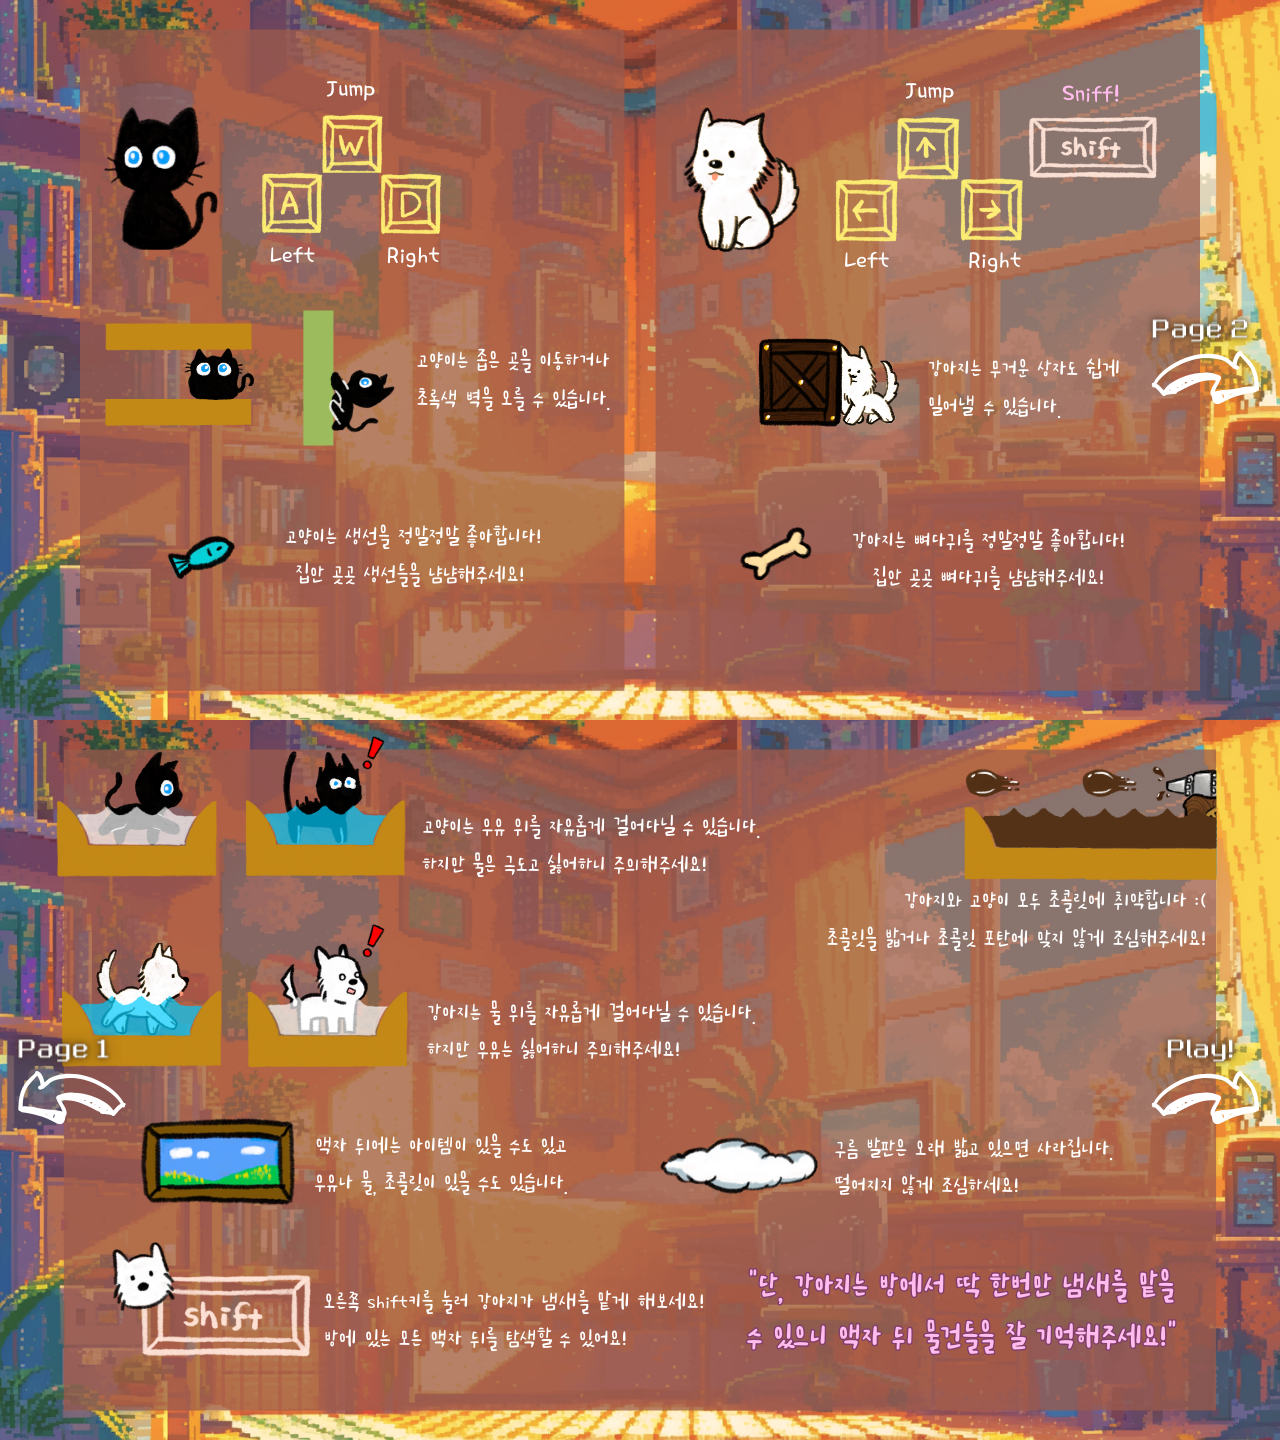 Jump
W
A
D
Left
Right
고양이는 좁은 곳을 이동하거나
초록색 벽을 오를 수 있습니다.
고양이는 생선을 정말정말 좋아합니다!
집안 곳곳 생선들을 냠냠해주세요!
Jump
Sniff!
↑
shift
←
→
Left
Right
강아지는 무거운 상자도 쉽게
밀어낼 수 있습니다.
강아지는 뼈다귀를 정말정말 좋아합니다!
집안 곳곳 뼈다귀를 냠냠해주세요!
Page 2
고양이는 우유 위를 자유롭게 걸어다닐 수 있습니다.
하지만 물은 극도고 싫어하니 주의해주세요!
강아지와 고양이 모두 초콜릿에 취약합니다 :(
초콜릿을 밟거나 초콜릿 포탄에 맞지 않게 조심해주세요!
강아지는 물 위를 자유롭게 걸어다닐 수 있습니다.
하지만 우유는 싫어하니 주의해주세요!
Page 1
Play!
액자 뒤에는 아이템이 있을 수도 있고
우유나 물, 초콜릿이 있을 수도 있습니다.
구름 발판은 오래 밟고 있으면 사라집니다.
떨어지지 않게 조심하세요!
shift
오른쪽 shift키를 눌러 강아지가 냄새를 맡게 해보세요!
방에 있는 모든 액자 뒤를 탐색할 수 있어요!
"단, 강아지는 방에서 딱 한번만 냄새를 맡을
수 있으니 액자 뒤 물건들을 잘 기억해주세요!"